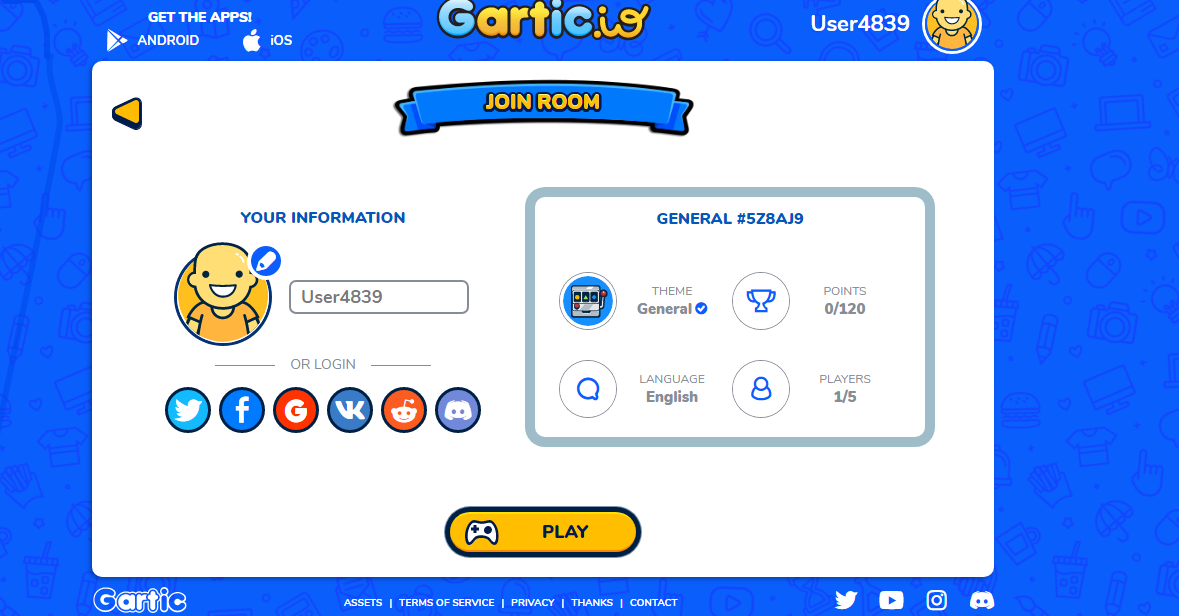 GET THE APPS!
ANDROID
iOS
Gartic.io
User4839
JOIN ROOM
YOUR INFORMATION
User4839
OR LOGIN
GENERAL #5Z8AJ9
THEME
General
POINTS
0/120
LANGUAGE
English
PLAYERS
1/5
PLAY
Gartic
ASSETS | TERMS OF SERVICE | PRIVACY | THANKS | CONTACT